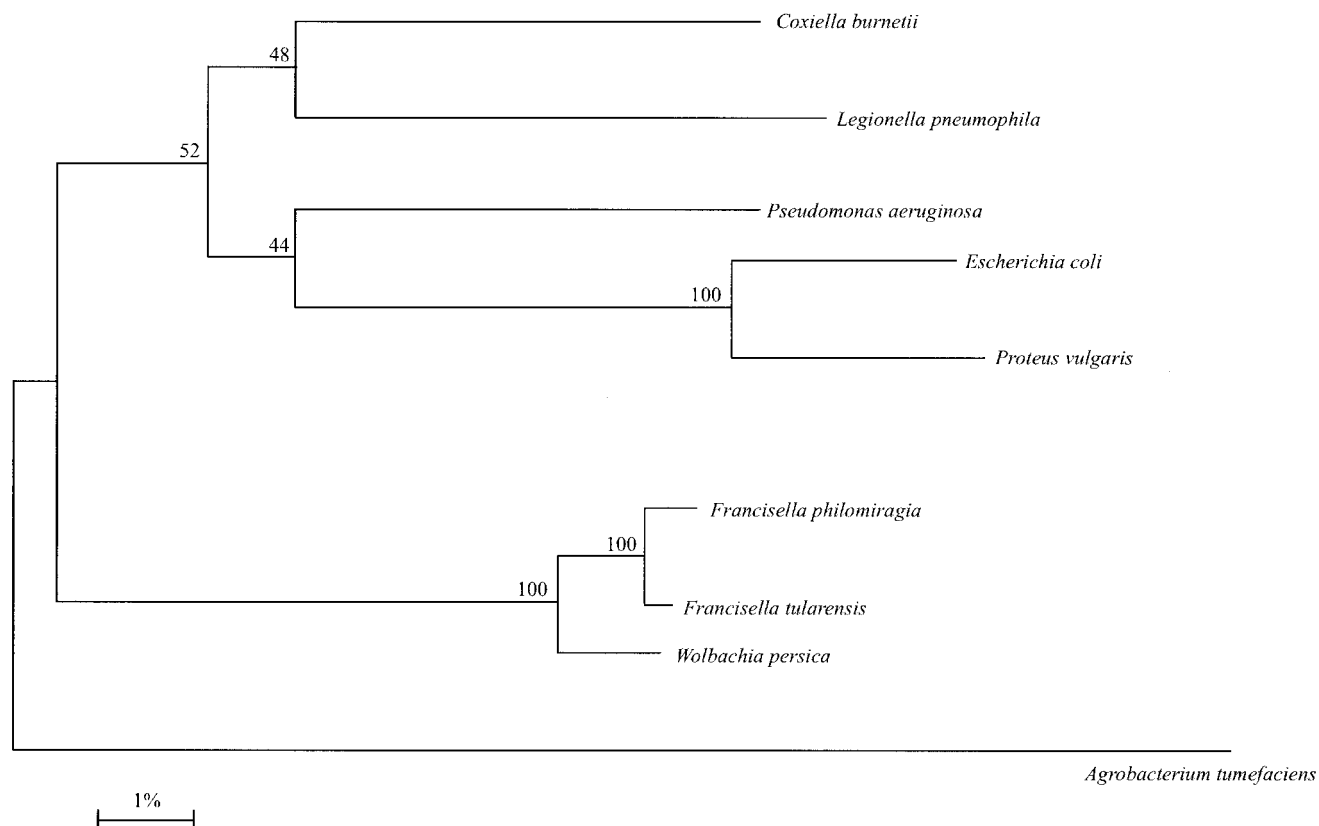 Coxiella burnetii
48
Legionella pneumophila
52
Pseudomonas aeruginosa
44
Escherichia coli
100
Proteus vulgaris
Francisella philomiragia
100
100
Francisella tularensis
Wolbachia persica
Agrobacterium tumefaciens
1%